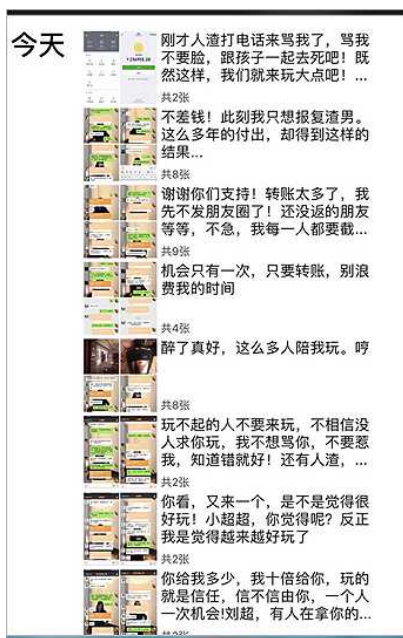 今天
刚才人渣打电话来骂我了，骂我
不要脸，跟孩子一起去死吧！既
然这样，我们就来玩大点吧！...
共2张
不差钱！此刻我只想报复渣男。
这么多年的付出，却得到这样的
结果...
共8张
谢谢你们支持！转账太多了，我
先不发朋友圈了！还没返的朋友
等等，不急，我每一人都要截...
共9张
机会只有一次，只要转账，别浪
费我的时间
共4张
醉了真好，这么多人陪我玩。哼
共8张
玩不起的人不要来玩，不相信没
人求你玩，我不想骂你，不要惹
我，知道错就好！还有人渣，...
共2张
你看，又来一个，是不是觉得很
好玩！小超超，你觉得呢？反正
我是觉得越来越好玩了
共2张
你给我多少，我十倍给你，玩的
就是信任，信不信由你，一个人
一次机会!刘超，有人在拿你的...